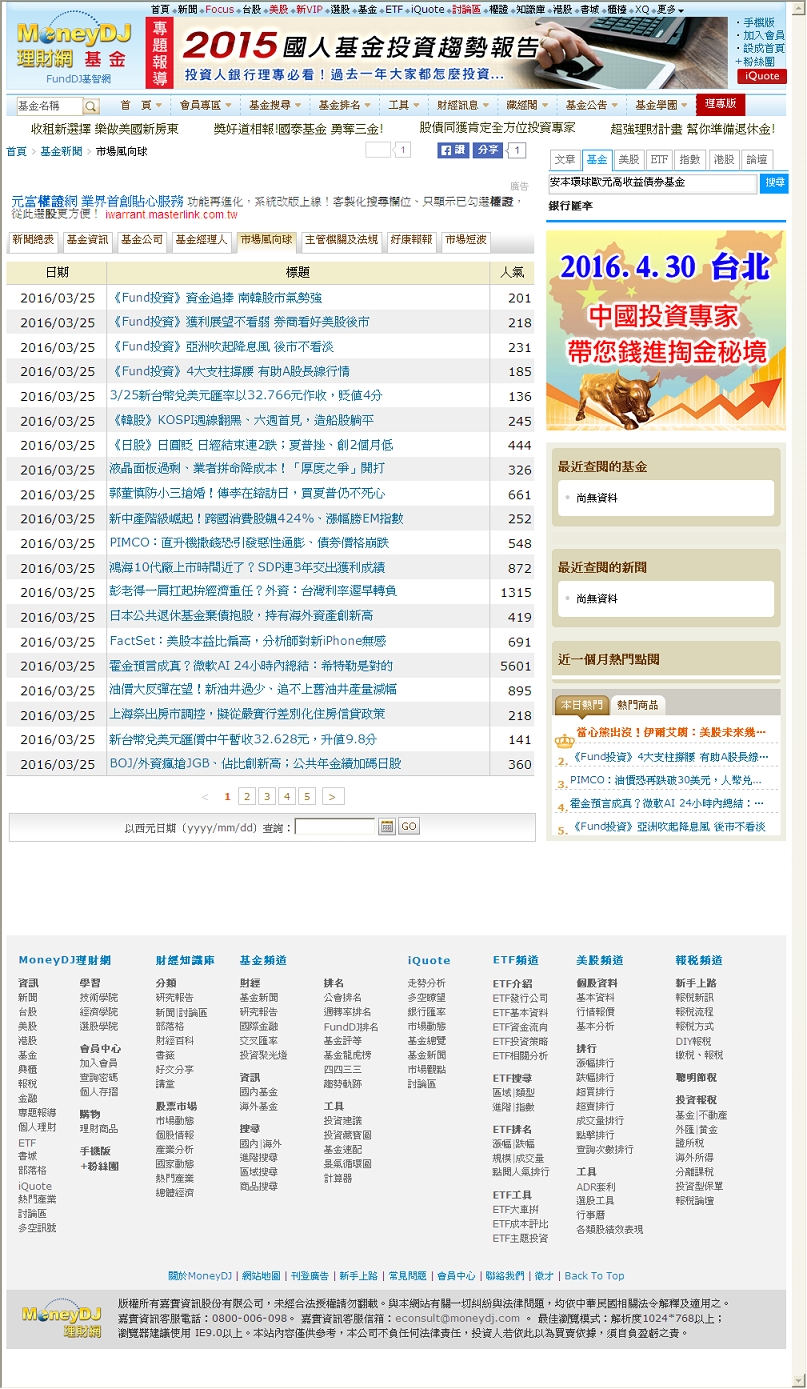 首頁 新聞 Focus 台股 美股 新VIP 選股 基金 ETF iQuote 討論區 權證 知識庫 港股 書城 櫃檯 XQ 更多
MoneyDJ
理財網 基金
FundDJ基智網
專題報導
2015國人基金投資趨勢報告
投資人銀行理專必看！過去一年大家都怎麼投資...
手機版
加入會員
設成首頁
+粉絲團
iQuote
基金名稱 首 頁 會員專區 基金搜尋 基金排名 工具 財經訊息 觀經閣 基金公告 基金學園 理專版
收租新選擇 樂做美國新房東 獎好道相報!國泰基金 勇奪三金! 股債同獲肯定全方位投資專家 超強理財計畫 幫你準備退休金!
首頁 > 基金新聞 > 市場風向球
1 讚 分享 1
廣告
元富權證網 業界首創貼心服務 功能再進化，系統改版上線！客製化搜尋欄位、只顯示已勾選權證，
從此選股更方便！ iwarrant.masterlink.com.tw
新聞總表 基金資訊 基金公司 基金經理人 市場風向球 主管機關及法規 好康報報 市場短波
日期 標題 人氣
2016/03/25 《Fund投資》資金追捧 南韓股市氣勢強 201
2016/03/25 《Fund投資》獲利展望不看弱 券商看好美股後市 218
2016/03/25 《Fund投資》亞洲吹起降息風 後市不看淡 231
2016/03/25 《Fund投資》4大支柱撐腰 有助A股長線行情 185
2016/03/25 3/25新台幣兌美元匯率以32.766元作收，貶值4分 136
2016/03/25 《韓股》KOSPI週線翻黑、六週首見，造船股躺平 245
2016/03/25 《日股》日圓貶 日經結束連2跌；夏普挫、創2個月低 444
2016/03/25 液晶面板過剩、業者拼命降成本！「厚度之爭」開打 326
2016/03/25 郭董慎防小三搶婚！傳李在鎔訪日，買夏普仍不死心 661
2016/03/25 新中產階級崛起！跨國消費股飆424%、漲幅勝EM指數 252
2016/03/25 PIMCO：直升機撒錢恐引發惡性通膨、債券價格崩跌 548
2016/03/25 鴻海10代廠上市時間近了？SDP連3年交出獲利成績 872
2016/03/25 彭老得一肩扛起拚經濟重任？外資：台灣利率遲早轉負 1315
2016/03/25 日本公共退休基金棄債抱股，持有海外資產創新高 419
2016/03/25 FactSet：美股本益比偏高，分析師對新iPhone無感 691
2016/03/25 霍金預言成真？微軟AI 24小時內總結：希特勒是對的 5601
2016/03/25 油價大反彈在望！新油井過少、追不上舊油井產量減幅 895
2016/03/25 上海祭出房市調控，擬從嚴實行差別化住房信貸政策 218
2016/03/25 新台幣兌美元匯價中午暫收32.628元，升值9.8分 141
2016/03/25 BOJ/外資瘋搶JGB、佔比創新高；公共年金續加碼日股 360
< 1 2 3 4 5 >
以西元日期 (yyyy/mm/dd) 查詢： GO
文章 基金 美股 ETF 指數 港股 論壇
安本環球歐元高收益債券基金 搜尋
銀行匯率
2016.4.30 台北
中國投資專家
帶您錢進掏金秘境
最近查閱的基金
尚無資料
最近查閱的新聞
尚無資料
近一個月熱門點閱
本日熱門 熱門商品
當心熊出沒！伊爾艾朗：美股未來幾…
2. 《Fund投資》4大支柱撐腰 有助A股長線…
3. PIMCO：油價恐再跌破30美元，人幣兌…
4. 霍金預言成真？微軟AI 24小時內總結：…
5. 《Fund投資》亞洲吹起降息風 後市不看淡
MoneyDJ理財網
資訊
新聞
台股
美股
港股
基金
興櫃
報稅
金融
專題報導
個人理財
ETF
書城
部落格
iQuote
熱門產業
討論區
多空訊號
學習
技術學院
經濟學院
選股學院
會員中心
加入會員
查詢密碼
個人存摺
購物
理財商品
手機版
+粉絲團
財經知識庫
分類
研究報告
新聞|討論區
部落格
財經百科
書籤
好文分享
講堂
股票市場
市場動態
個股情報
產業分析
國家動態
熱門產業
總體經濟
基金頻道
財經
基金新聞
研究報告
國際金融
交叉匯率
投資聚光燈
資訊
國內基金
海外基金
搜尋
國內|海外
進階搜尋
區域搜尋
商品搜尋
排名
公會排名
週轉率排名
FundDJ排名
基金評等
基金龍虎榜
四四三三
趨勢軌跡
工具
投資建議
投資藏寶圖
基金速配
景氣循環圖
計算器
iQuote
走勢分析
多空瞭望
銀行匯率
市場動態
基金總覽
基金新聞
市場觀點
討論區
ETF頻道
ETF介紹
ETF發行公司
ETF基本資料
ETF資金流向
ETF投資策略
ETF相關分析
ETF搜尋
區域|類型
進階|指數
ETF排名
漲幅|跌幅
規模|成交量
點閱人氣排行
ETF工具
ETF大車拚
ETF成本評比
ETF主題投資
美股頻道
個股資料
基本資料
行情報價
基本分析
排行
漲幅排行
跌幅排行
超買排行
超賣排行
成交量排行
點擊排行
查詢次數排行
工具
ADR套利
選股工具
行事曆
各類股績效表現
報稅頻道
新手上路
報稅新訊
報稅流程
報稅方式
DIY報稅
繳稅、報稅
聰明節稅
投資報稅
基金|不動產
外匯|黃金
證所稅
海外所得
分離課稅
投資型保單
報稅論壇
關於MoneyDJ | 網站地圖 | 刊登廣告 | 新手上路 | 常見問題 | 會員中心 | 聯絡我們 | 徵才 | Back To Top
MoneyDJ
理財網
版權所有嘉實資訊股份有限公司，未經合法授權請勿翻載。與本網站有關一切糾紛與法律問題，均依中華民國相關法令解釋及適用之。
嘉實資訊客服電話：0800-006-098。 嘉實資訊客服信箱：econsult@moneydj.com 。 最佳瀏覽模式：解析度1024*768以上；
瀏覽器建議使用 IE9.0以上。本站內容僅供參考，本公司不負任何法律責任，投資人若依此以為買賣依據，須自負盈虧之責。